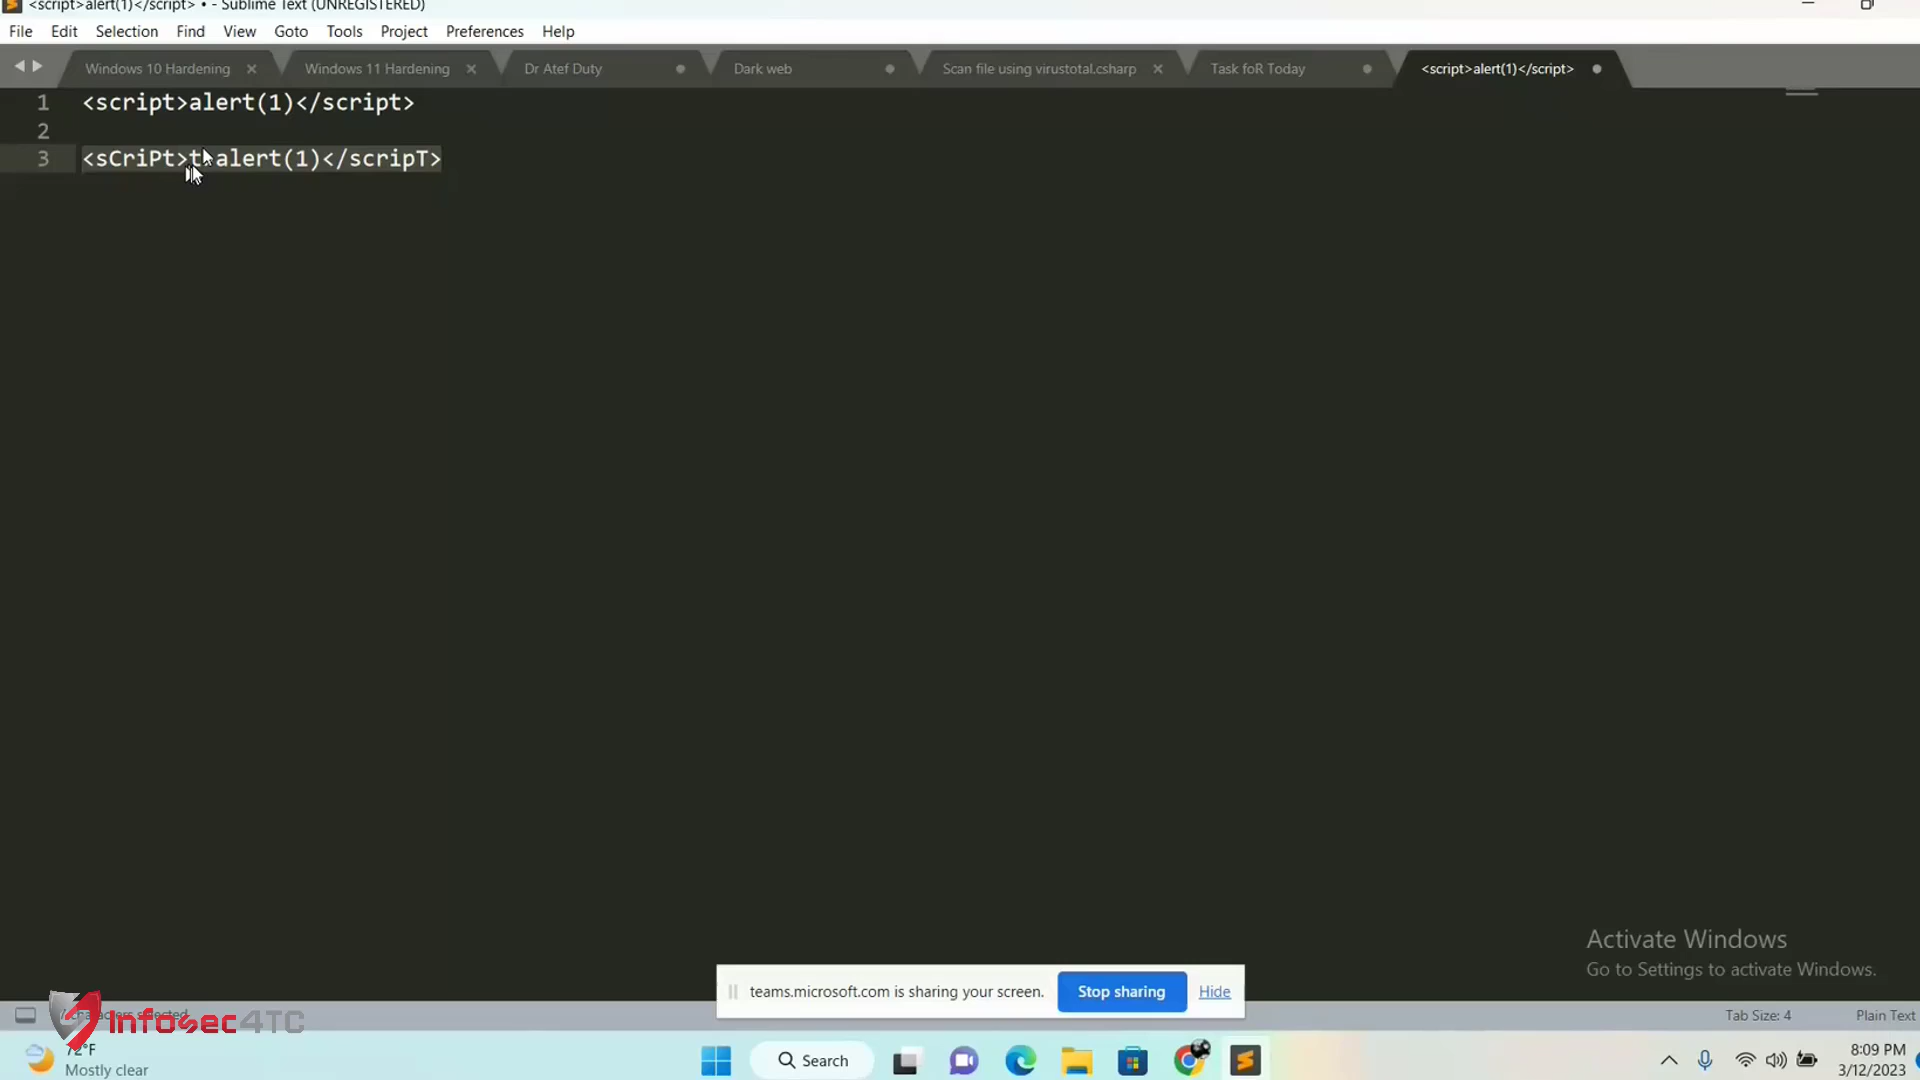 <script>alert(1)</script> • - Sublime Text (UNREGISTERED)
File Edit Selection Find View Goto Tools Project Preferences Help
Windows 10 Hardening Windows 11 Hardening Dr Atef Duty Dark web Scan file using virustotal.csharp Task foR Today <script>alert(1)</script>
1 <script>alert(1)</script>
2
3 <sCriPt> alert(1)</scripT>
Activate Windows
Go to Settings to activate Windows.
teams.microsoft.com is sharing your screen. Stop sharing Hide
characters selected Tab Size: 4 Plain Text
Infosec4TC
72°F
Mostly clear
Search
8:09 PM
3/12/2023